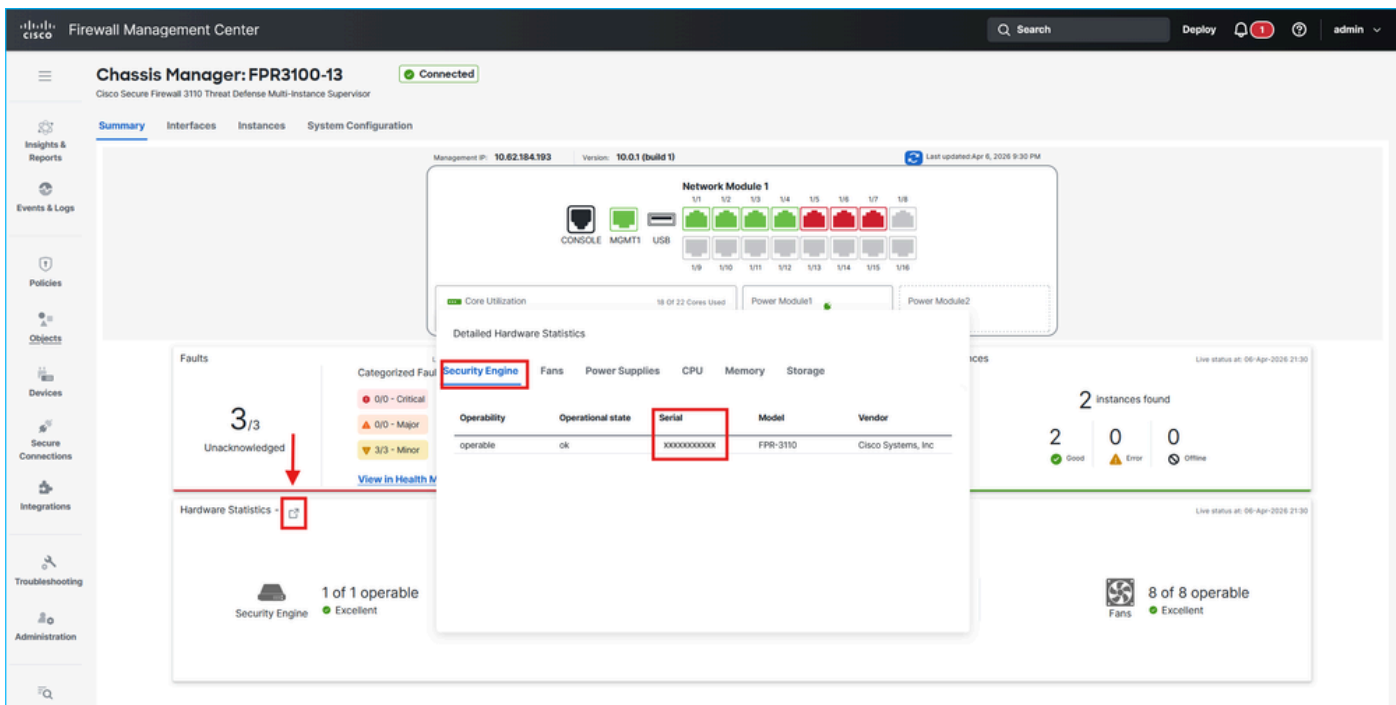 cisco Firewall Management Center Search Deploy 1 admin
Chassis Manager: FPR3100-13 Connected
Cisco Secure Firewall 3110 Threat Defense Multi-Instance Supervisor
Summary Interfaces Instances System Configuration
Insights & Reports
Events & Logs
Policies
Objects
Devices
Secure Connections
Integrations
Troubleshooting
Administration
Management IP: 10.62.184.193 Version: 10.0.1 (build 1) Last updated:Apr 6, 2026 9:30 PM
Network Module 1
1/1 1/2 1/3 1/4 1/5 1/6 1/7 1/8
CONSOLE MGMT1 USB
1/9 1/10 1/11 1/12 1/13 1/14 1/15 1/16
Core Utilization 18 Of 22 Cores Used Power Module1 Power Module2
Faults
Categorized Fau
3/3
Unacknowledged
0/0 - Critical
0/0 - Major
3/3 - Minor
View in Health M
Detailed Hardware Statistics
Security Engine Fans Power Supplies CPU Memory Storage
Operability Operational state Serial Model Vendor
operable ok XXXXXXXXXXX FPR-3110 Cisco Systems, Inc
nces Live status at: 06-Apr-2026 21:30
2 instances found
2 0 0
Good Error Offline
Hardware Statistics - Live status at: 06-Apr-2026 21:30
1 of 1 operable
Security Engine Excellent
8 of 8 operable
Fans Excellent